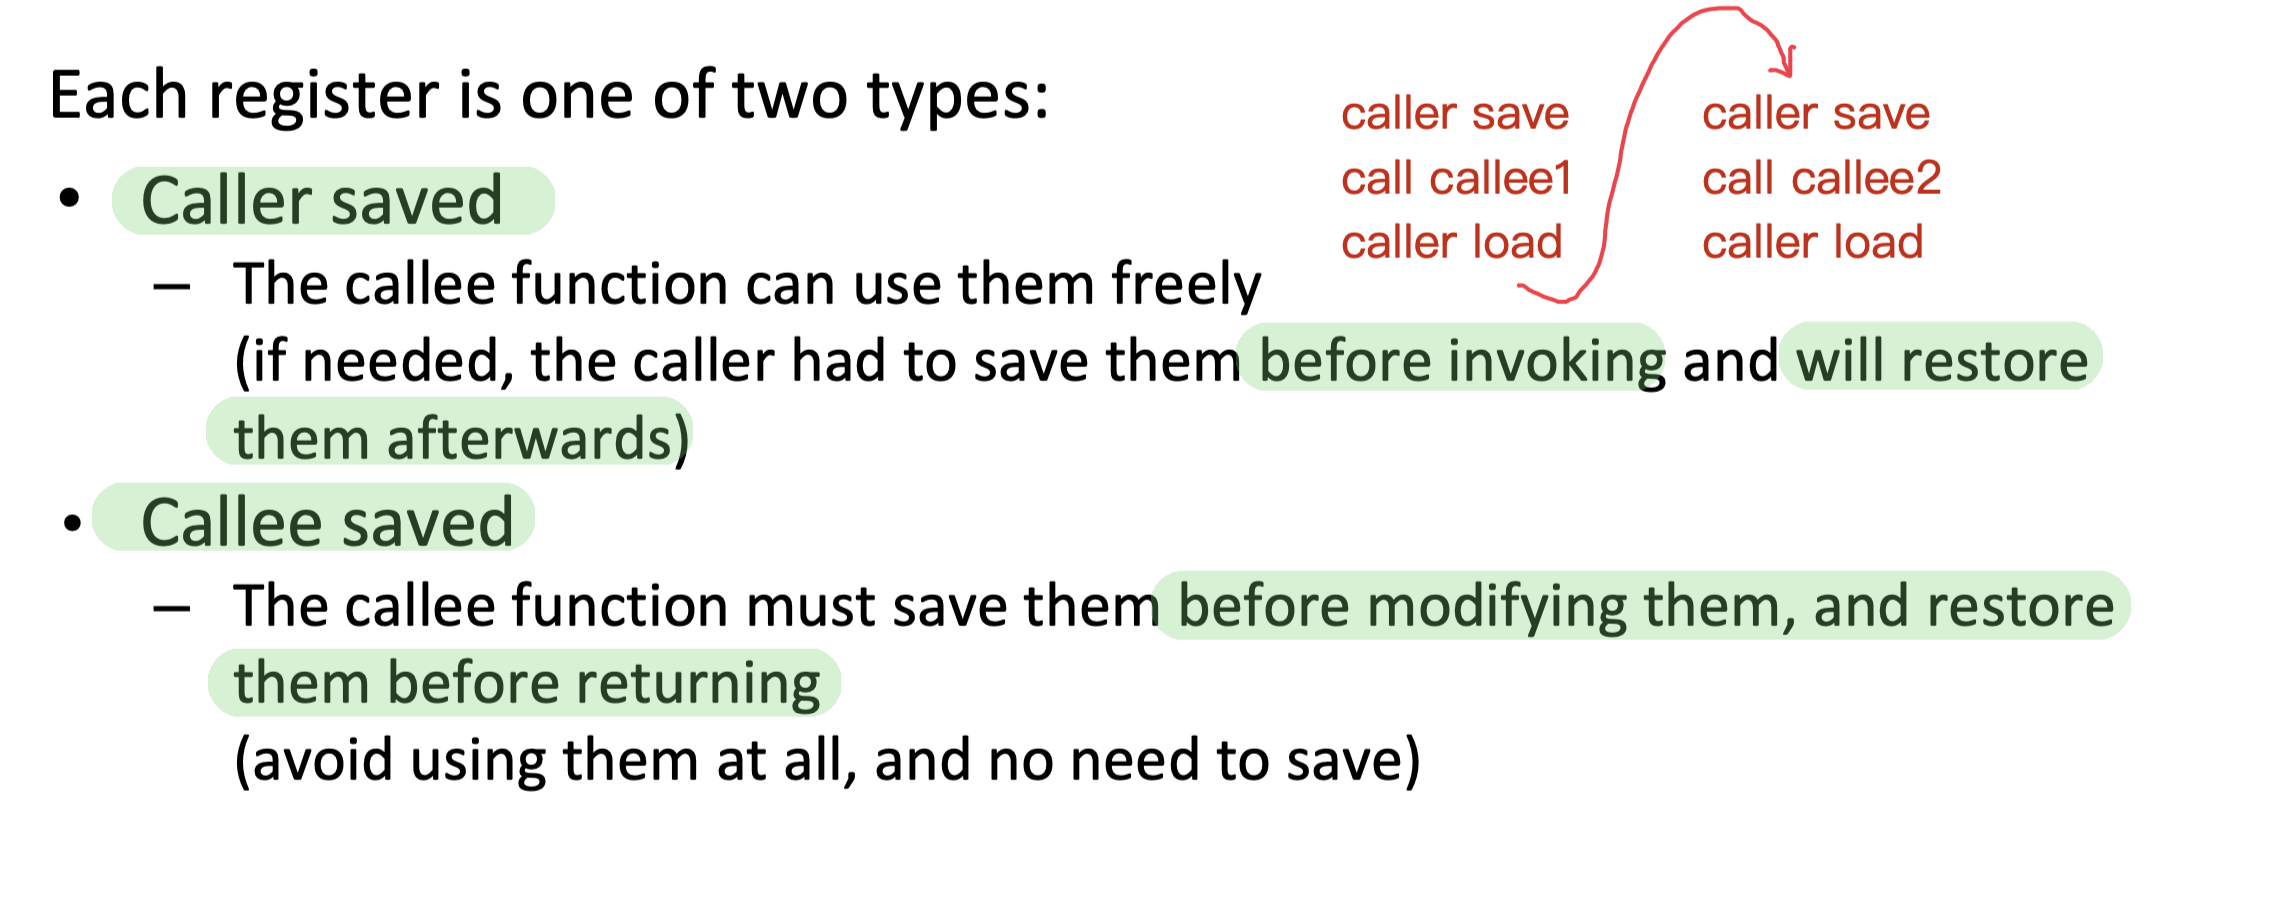 Each register is one of two types:
caller save
call callee1
caller load
caller save
call callee2
caller load
• Caller saved
– The callee function can use them freely
(if needed, the caller had to save them before invoking and will restore
them afterwards)
• Callee saved
– The callee function must save them before modifying them, and restore
them before returning
(avoid using them at all, and no need to save)